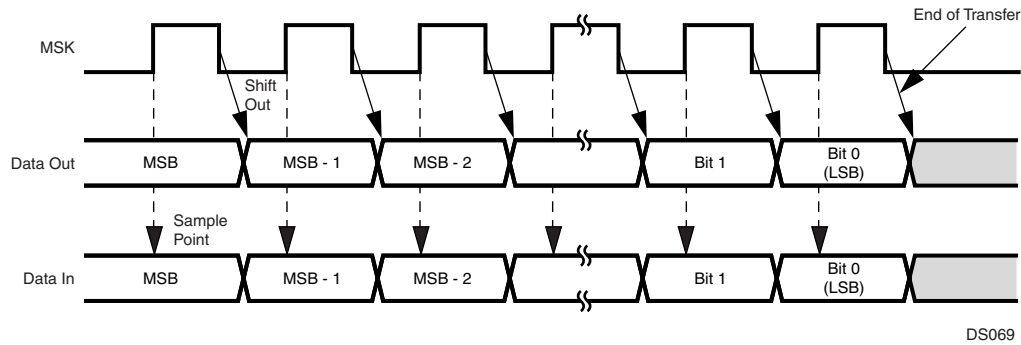 End of Transfer
MSK
Shift
Out
Data Out
MSB
MSB - 1
MSB - 2
Bit 1
Bit 0
(LSB)
Sample
Point
Data In
MSB
MSB - 1
MSB - 2
Bit 1
Bit 0
(LSB)
DS069